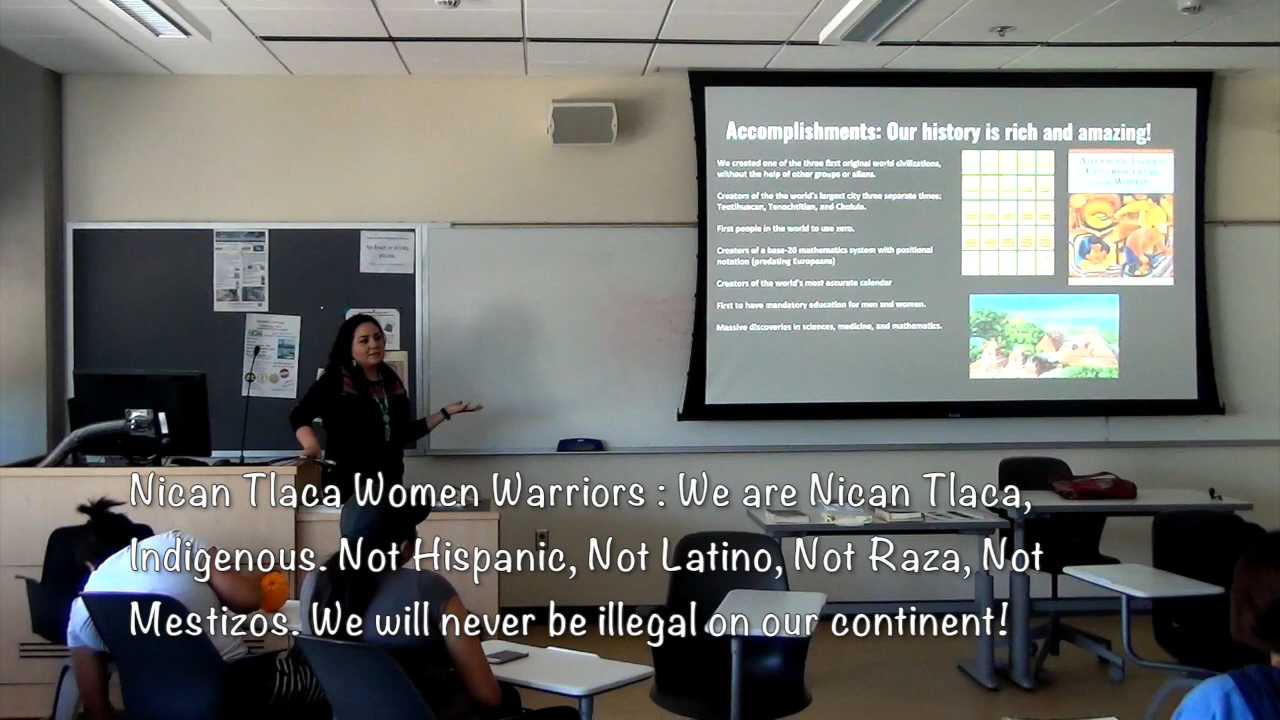 Accomplishments: Our history is rich and amazing!
We created one of the three first original world civilizations,
without the help of other groups or aliens.
Creators of the the world's largest city three separate times:
Teotihuacan, Tenochtitlan, and Cholula.
First people in the world to use zero.
Creators of a base-20 mathematics system with positional
notation (predating Europeans)
Creators of the world's most accurate calendar
First to have mandatory education for men and women.
Massive discoveries in sciences, medicine, and mathematics.
No food or drinks
please
Nican Tlaca Women Warriors : We are Nican Tlaca,
Indigenous. Not Hispanic, Not Latino, Not Raza, Not
Mestizos. We will never be illegal on our continent!